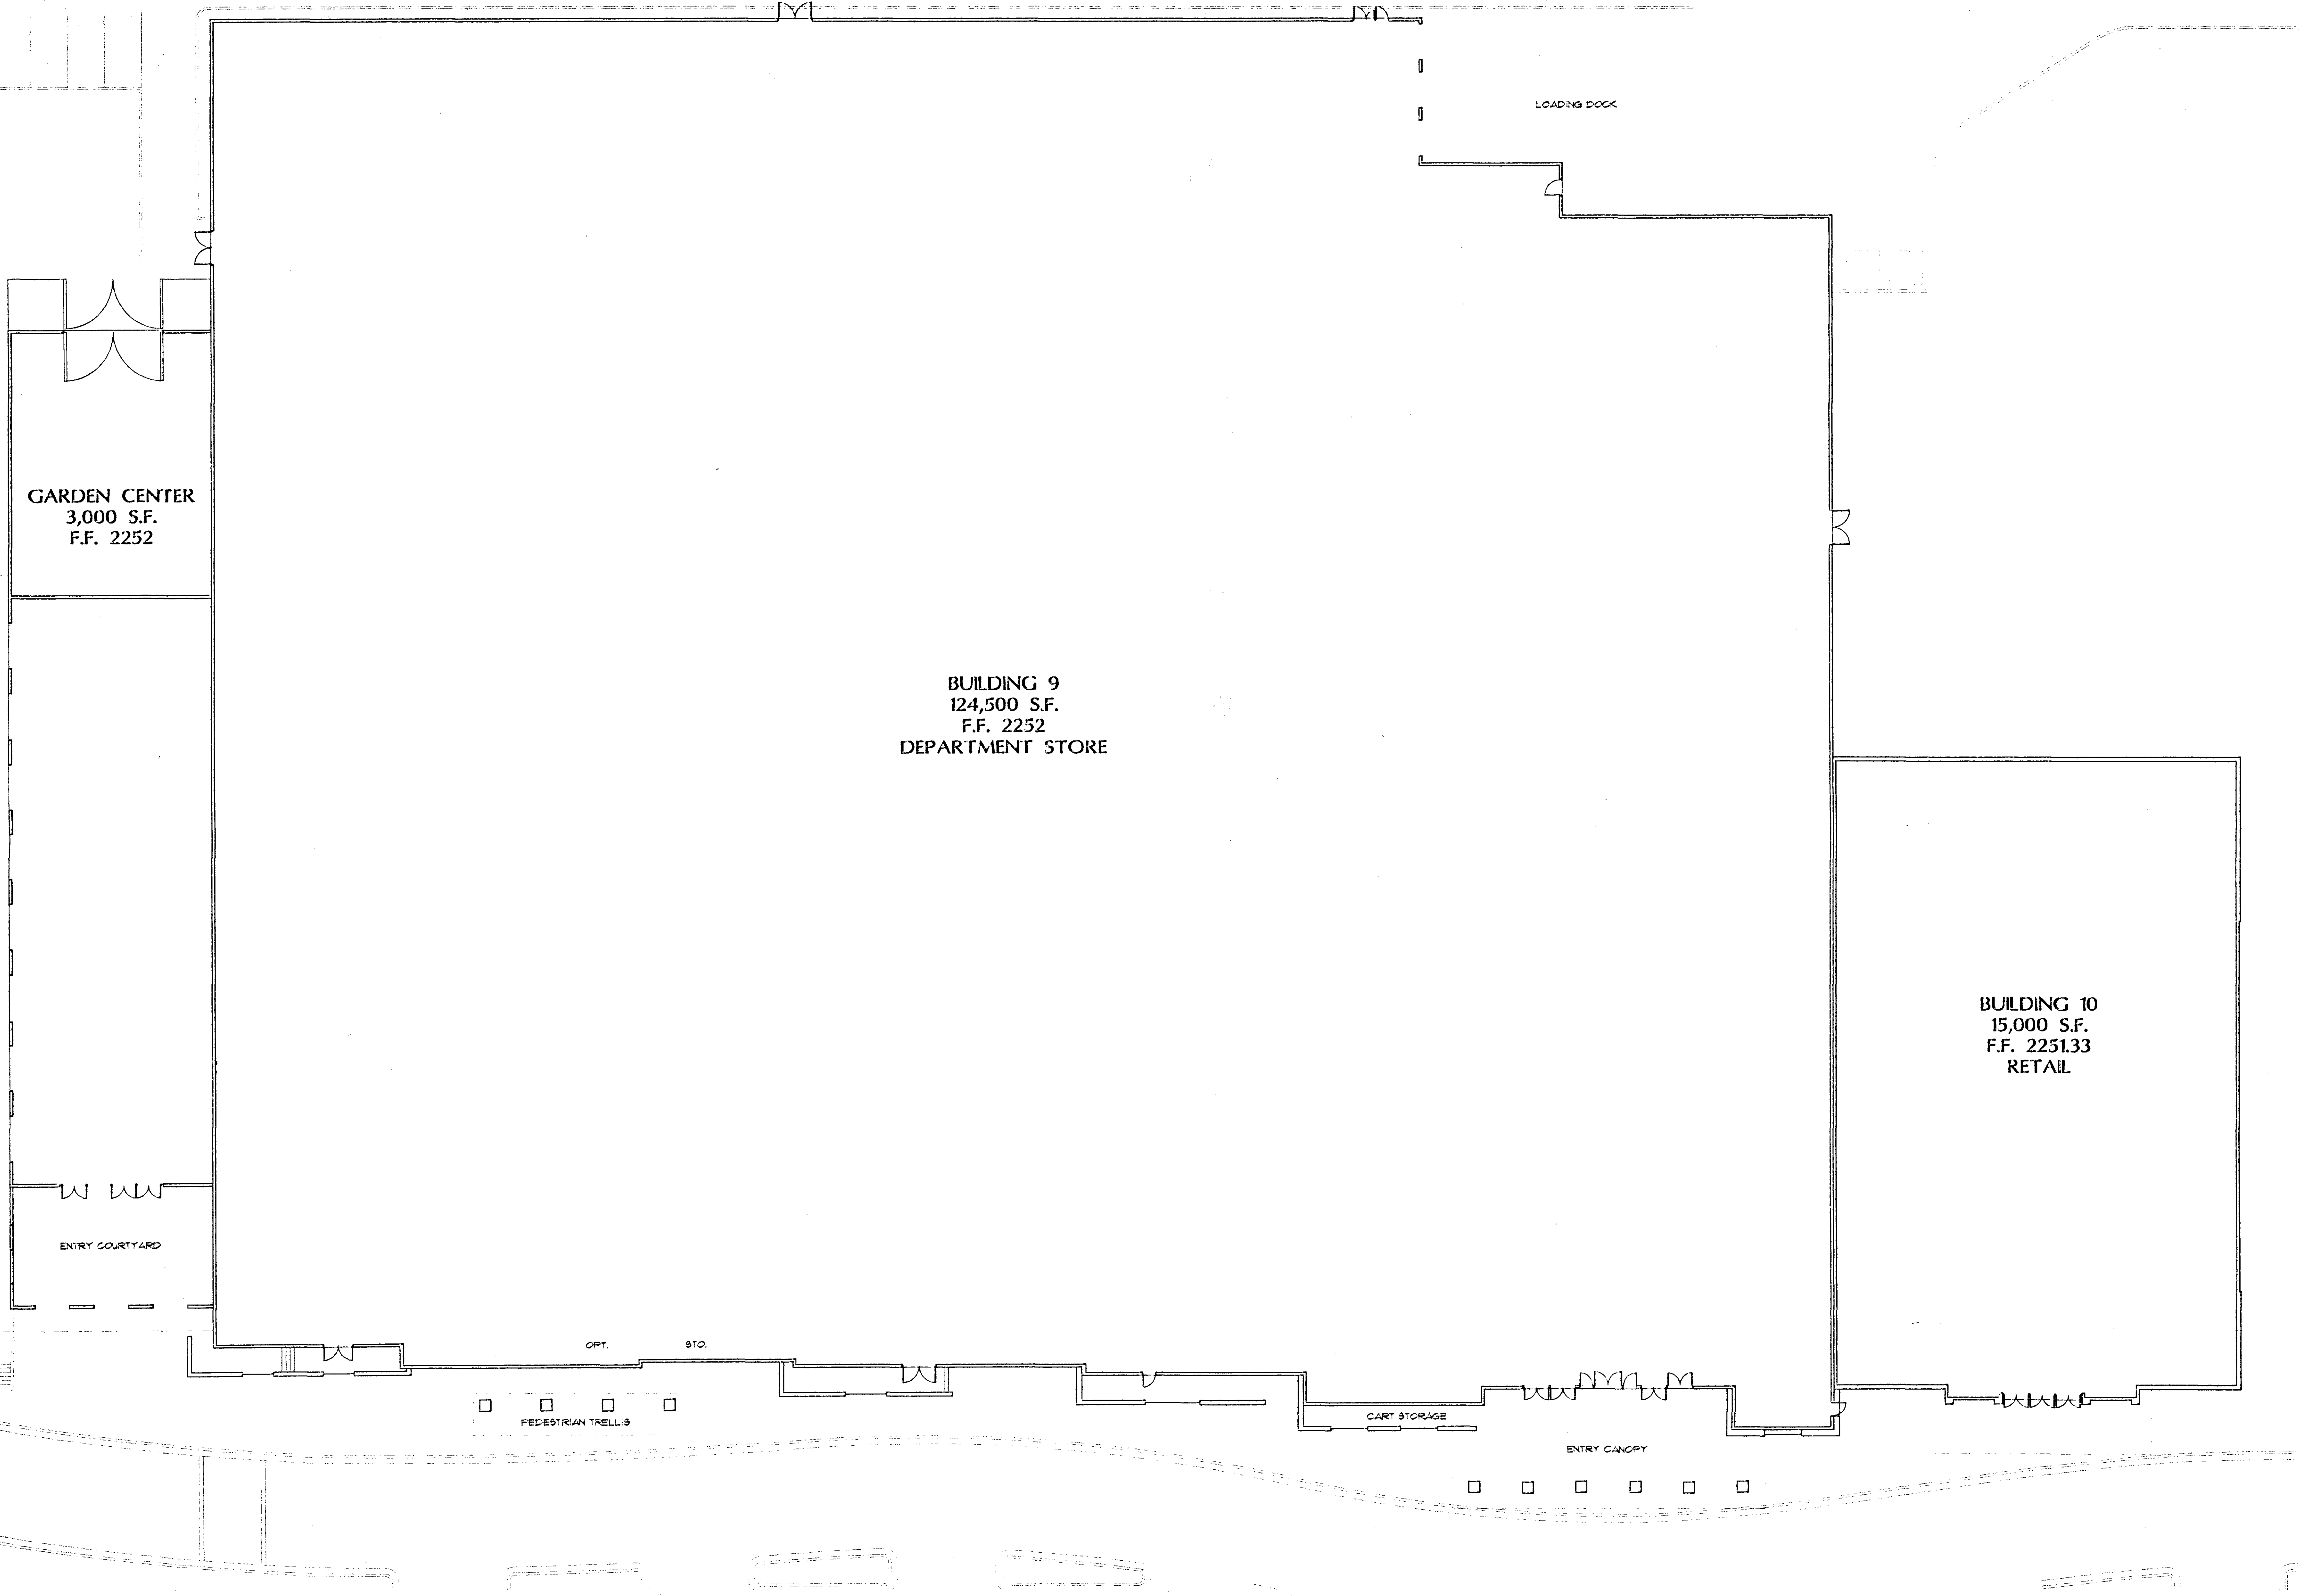 LOADING DOCK
GARDEN CENTER
3,000 S.F.
F.F. 2252
BUILDING 9
124,500 S.F.
F.F. 2252
DEPARTMENT STORE
BUILDING 10
15,000 S.F.
F.F. 2251.33
RETAIL
ENTRY COURTYARD
OPT.
STO.
PEDESTRIAN TRELLIS
CART STORAGE
ENTRY CANOPY